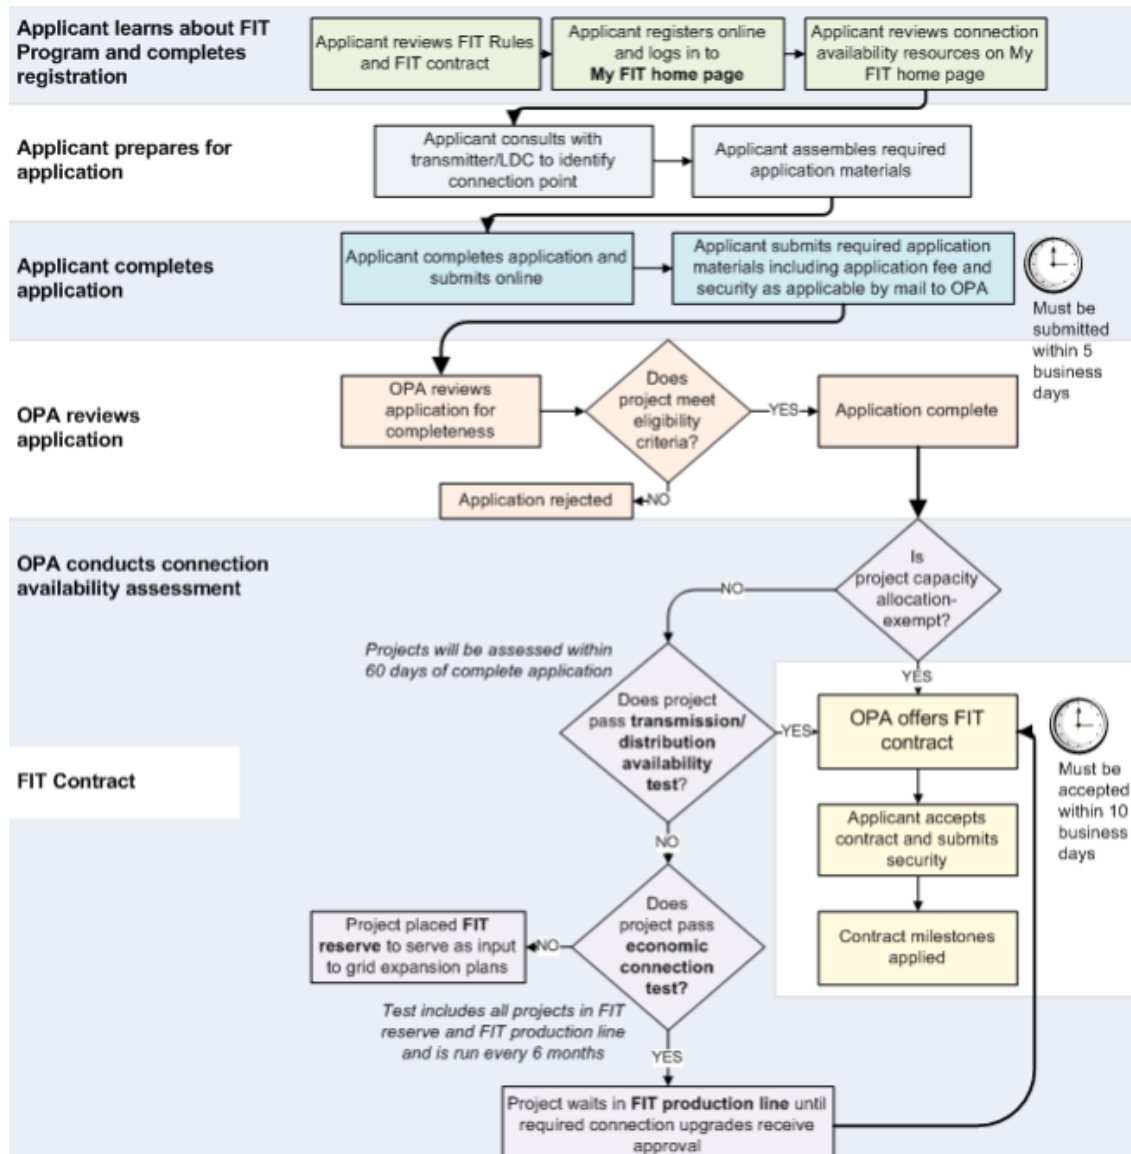 Applicant learns about FIT
Program and completes
registration
Applicant reviews FIT Rules
and FIT contract
Applicant registers online
and logs in to
My FIT home page
Applicant reviews connection
availability resources on My
FIT home page
Applicant prepares for
application
Applicant consults with
transmitter/LDC to identify
connection point
Applicant assembles required
application materials
Applicant completes
application
Applicant completes application and
submits online
Applicant submits required application
materials including application fee and
security as applicable by mail to OPA
Must be
submitted
within 5
business
days
OPA reviews
application
OPA reviews
application for
completeness
Does
project meet
eligibility
criteria?
YES
Application complete
NO
Application rejected
OPA conducts connection
availability assessment
Is
project capacity
allocation-
exempt?
NO
YES
Projects will be assessed within
60 days of complete application
Does project
pass transmission/
distribution
availability
test?
YES
OPA offers FIT
contract
Must be
accepted
within 10
business
days
FIT Contract
Applicant accepts
contract and submits
security
NO
Does
project pass
economic
connection
test?
NO
Project placed FIT
reserve to serve as input
to grid expansion plans
Contract milestones
applied
Test includes all projects in FIT
reserve and FIT production line
and is run every 6 months
YES
Project waits in FIT production line until
required connection upgrades receive
approval